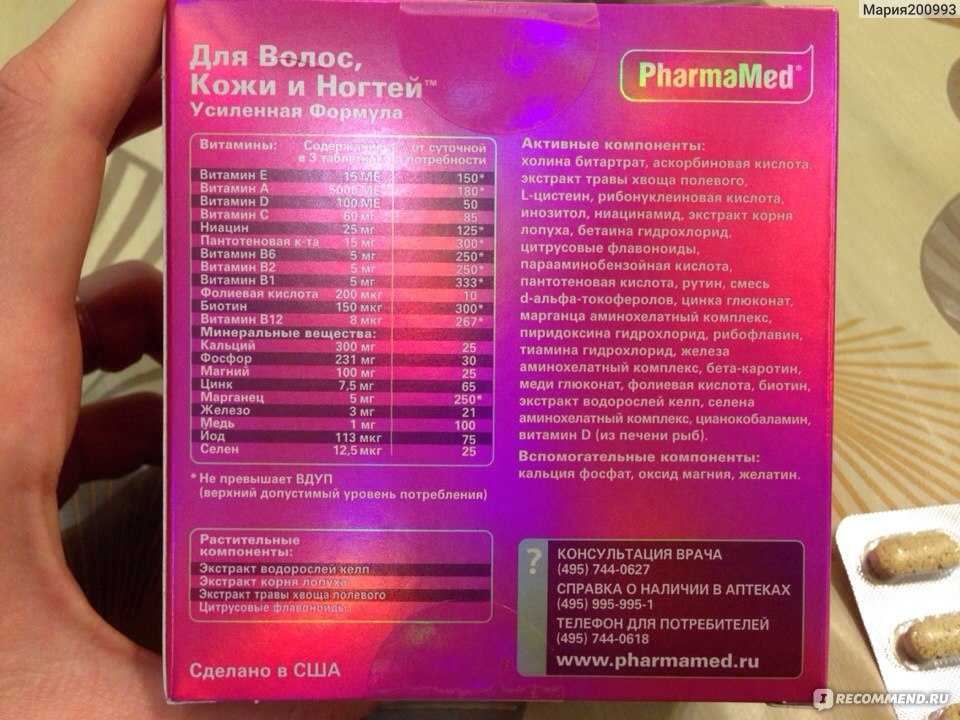 Мария200993
Для Волос,
Кожи и Ногтей™
Усиленная Формула
PharmaMed®
Витамины: Содержание % от суточной
в 3 таблетках потребности
Витамин Е 15 МЕ 150*
Витамин А 5000 МЕ 180*
Витамин D 100 МЕ 50
Витамин С 60 мг 85
Ниацин 25 мг 125*
Пантотеновая к-та 15 мг 300*
Витамин В6 5 мг 250*
Витамин В2 5 мг 250*
Витамин В1 5 мг 333*
Фолиевая кислота 200 мкг 10
Биотин 150 мкг 300*
Витамин В12 8 мкг 267*
Минеральные вещества:
Кальций 300 мг 25
Фосфор 231 мг 30
Магний 100 мг 25
Цинк 7,5 мг 65
Марганец 5 мг 250*
Железо 3 мг 21
Медь 1 мг 100
Йод 113 мкг 75
Селен 12,5 мкг 25
*Не превышает ВДУП
(верхний допустимый уровень потребления)
Растительные
компоненты:
Экстракт водорослей келп
Экстракт корня лопуха
Экстракт травы хвоща полевого
Цитрусовые флавоноиды
Сделано в США
Активные компоненты:
холина битартрат, аскорбиновая кислота,
экстракт травы хвоща полевого,
L-цистеин, рибонуклеиновая кислота,
инозитол, ниацинамид, экстракт корня
лопуха, бетаина гидрохлорид,
цитрусовые флавоноиды,
парааминобензойная кислота,
пантотеновая кислота, рутин, смесь
d-альфа-токоферолов, цинка глюконат,
марганца аминохелатный комплекс,
пиридоксина гидрохлорид, рибофлавин,
тиамина гидрохлорид, железа
аминохелатный комплекс, бета-каротин,
меди глюконат, фолиевая кислота, биотин,
экстракт водорослей келп, селена
аминохелатный комплекс, цианокобаламин,
витамин D (из печени рыб).
Вспомогательные компоненты:
кальция фосфат, оксид магния, желатин.
?
КОНСУЛЬТАЦИЯ ВРАЧА
(495) 744-0627
СПРАВКА О НАЛИЧИИ В АПТЕКАХ
(495) 995-995-1
ТЕЛЕФОН ДЛЯ ПОТРЕБИТЕЛЕЙ
(495) 744-0618
www.pharmamed.ru
RECOMMEND.RU